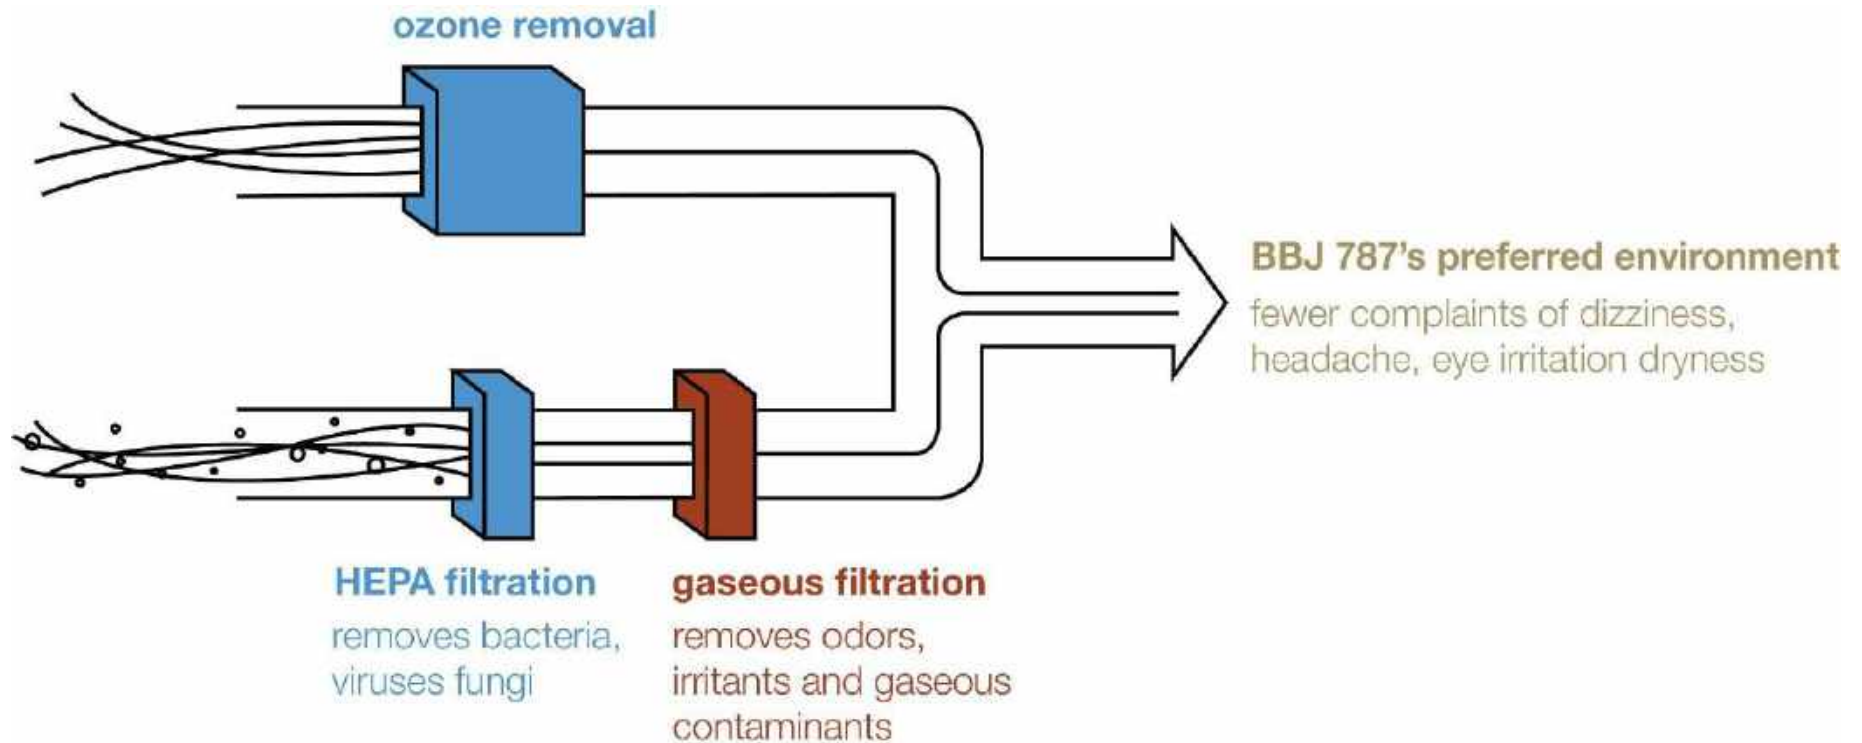 ozone removal
BBJ 787's preferred environment
fewer complaints of dizziness,
headache, eye irritation dryness
HEPA filtration
removes bacteria,
viruses fungi
gaseous filtration
removes odors,
irritants and gaseous
contaminants